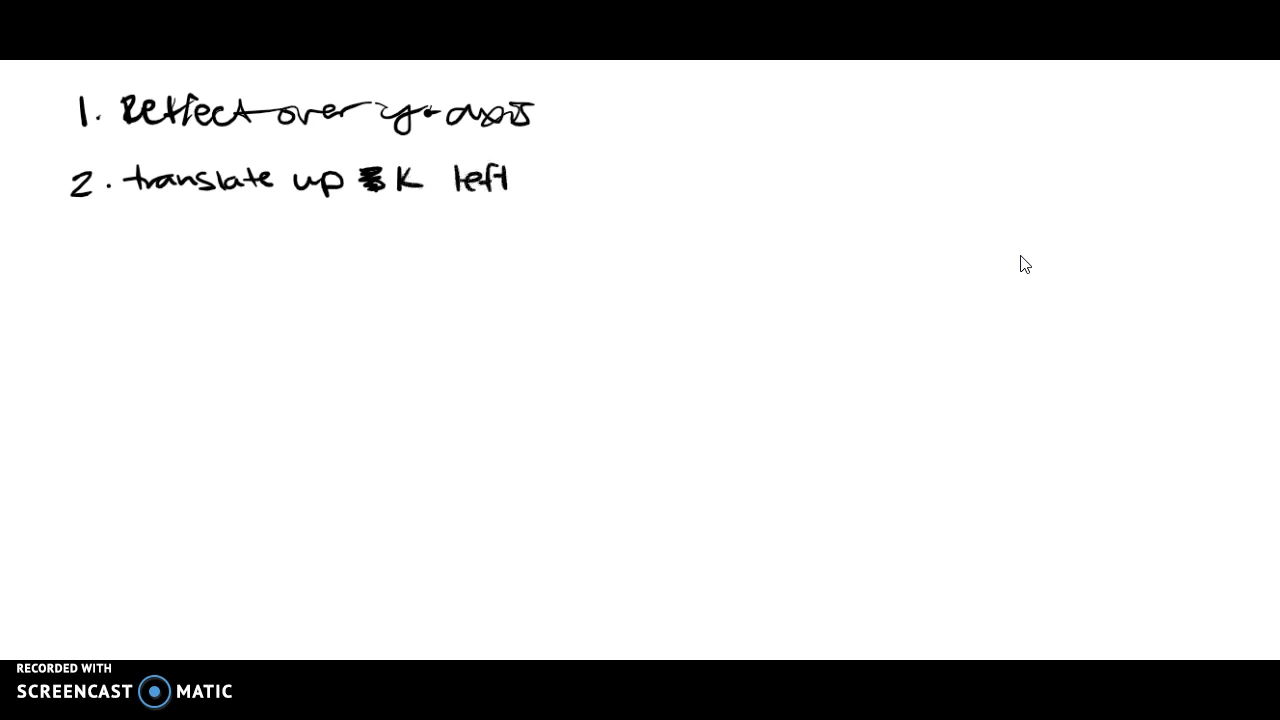 1. Reflect over y-axis
2. translate up K left
RECORDED WITH
SCREENCAST MATIC